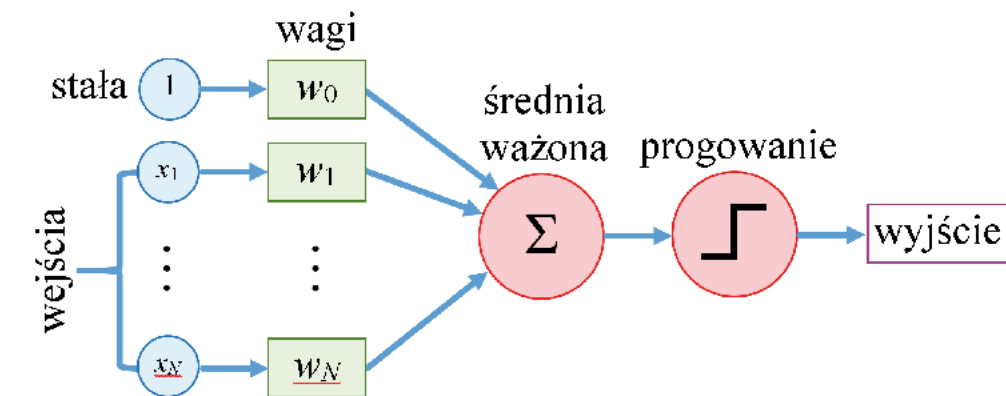 wagi
stała
1
w0
średnia
ważona
progowanie
x1
w1
wejścia
Σ
wyjście
xN
wN